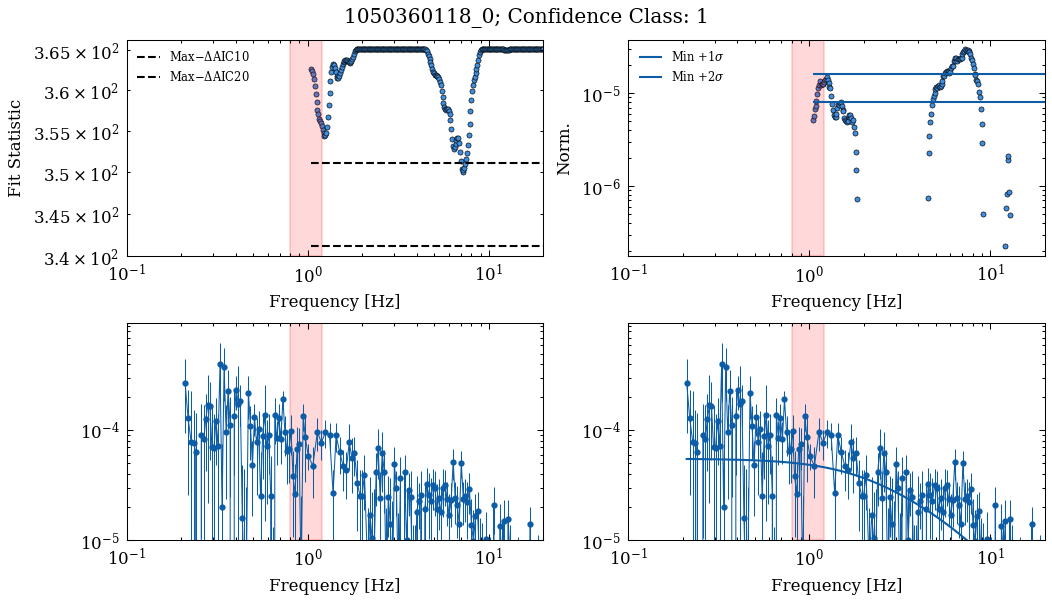 1050360118_0; Confidence Class: 1
Fit Statistic
3.65 × 10²
3.6 × 10²
3.55 × 10²
3.5 × 10²
3.45 × 10²
3.4 × 10²
Max−ΔAIC10
Max−ΔAIC20
10⁻¹ 10⁰ 10¹
Frequency [Hz]
Norm.
10⁻⁵
10⁻⁶
Min +1σ
Min +2σ
10⁻¹ 10⁰ 10¹
Frequency [Hz]
10⁻⁴
10⁻⁵
10⁻¹ 10⁰ 10¹
Frequency [Hz]
10⁻⁴
10⁻⁵
10⁻¹ 10⁰ 10¹
Frequency [Hz]